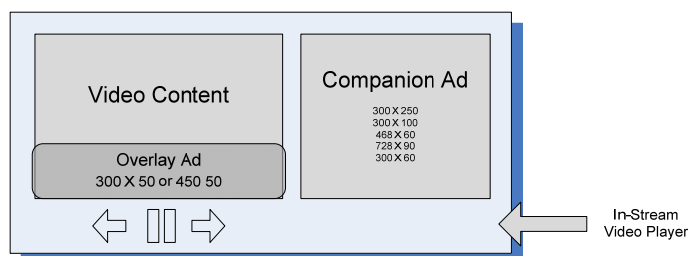 Video Content
Overlay Ad
300 X 50 or 450 50
Companion Ad
300 X 250
300 X 100
468 X 60
728 X 90
300 X 60
In-Stream
Video Player